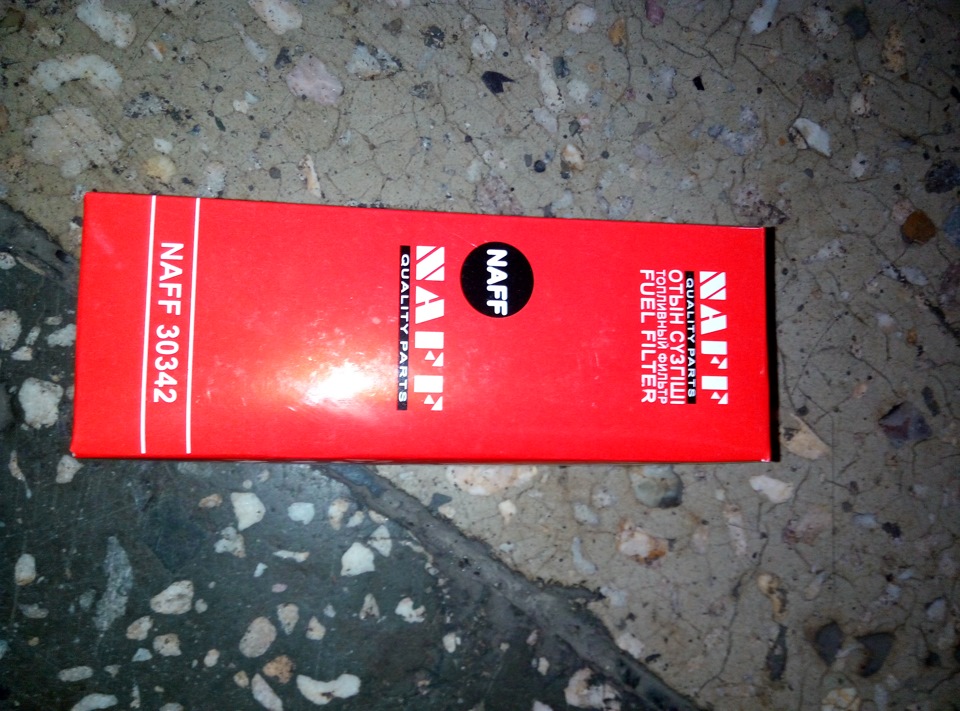 NAFF
QUALITY PARTS
ОТЫН СҮЗГІШІ
ТОПЛИВНЫЙ ФИЛЬТР
FUEL FILTER
NAFF
NAFF
QUALITY PARTS
NAFF 30342